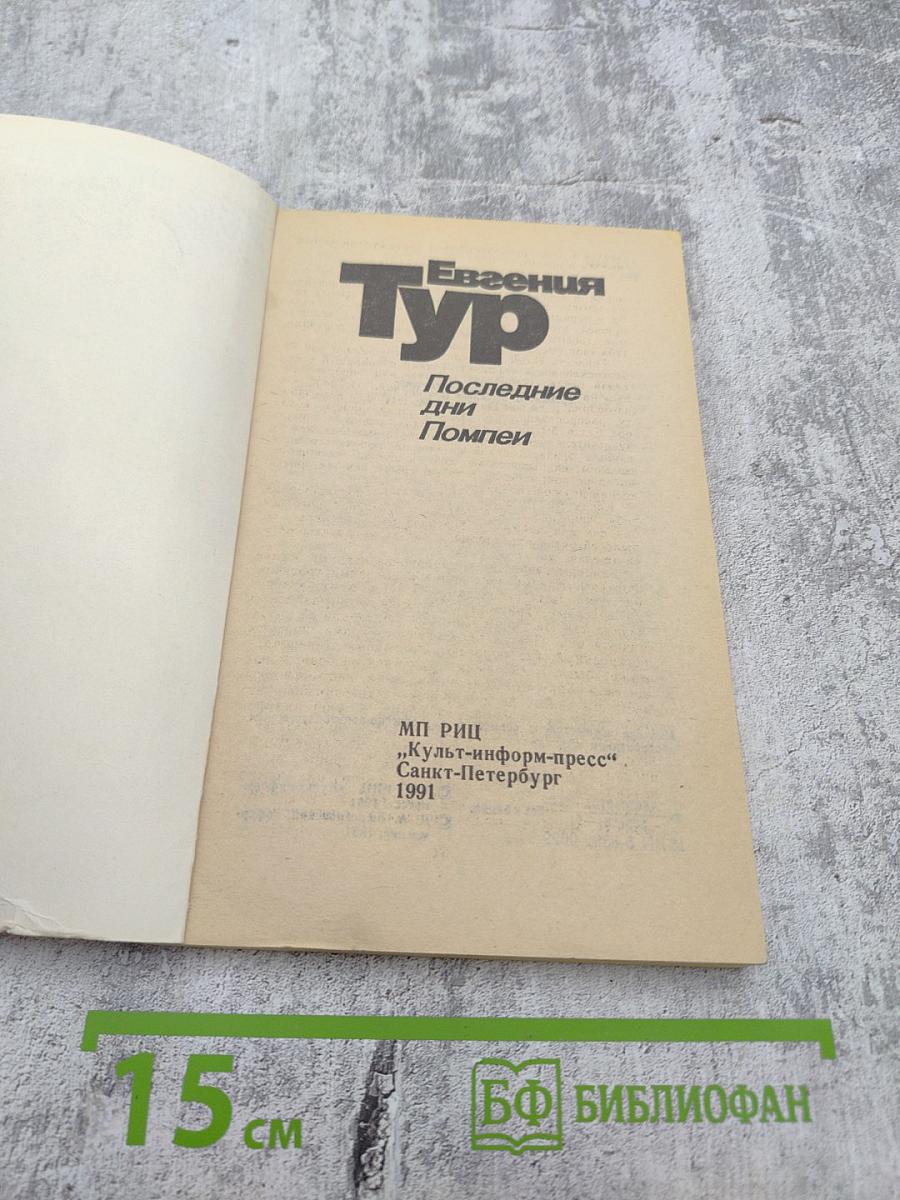 Евгения
Тур
Последние
дни
Помпеи
МП РИЦ
„Культ-информ-пресс“
Санкт-Петербург
1991
15 см
БФ БИБЛИОФАН